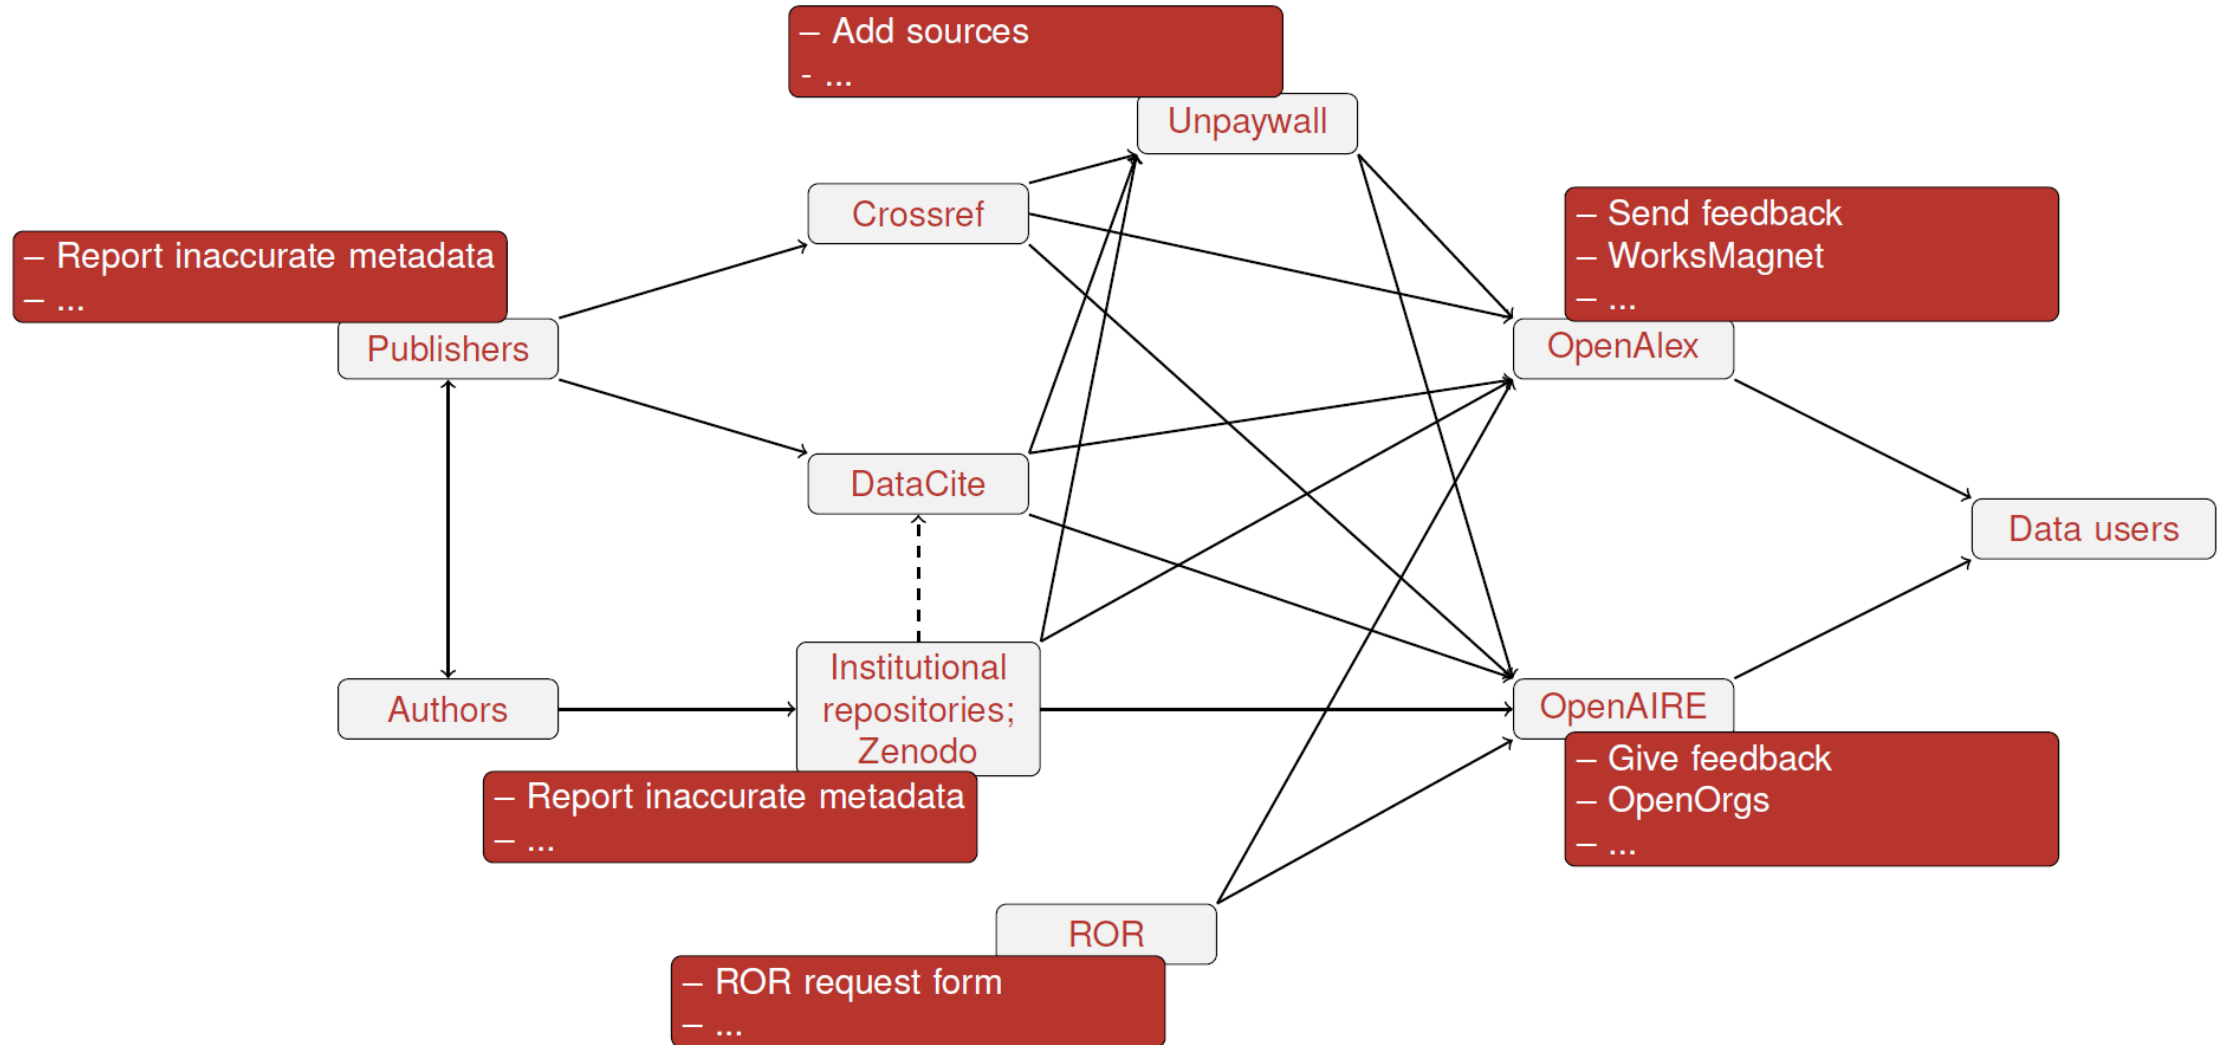 – Add sources
- ...
Unpaywall
Crossref
– Send feedback
– WorksMagnet
– ...
– Report inaccurate metadata
– ...
Publishers
OpenAlex
DataCite
Data users
Authors
Institutional
repositories;
Zenodo
OpenAIRE
– Report inaccurate metadata
– ...
– Give feedback
– OpenOrgs
– ...
ROR
– ROR request form
– ...